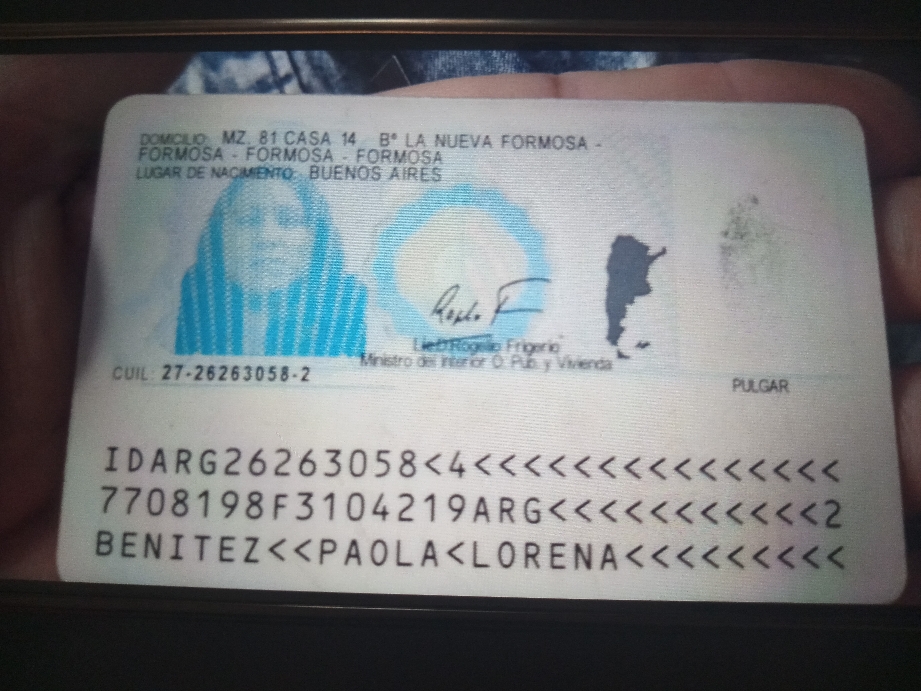 DOMICILIO: MZ. 81 CASA 14 Bº LA NUEVA FORMOSA -
FORMOSA - FORMOSA - FORMOSA
LUGAR DE NACIMIENTO: BUENOS AIRES
Lic. Rogelio Frigerio
Ministro del Interior O. Pub. y Vivienda
CUIL: 27-26263058-2
PULGAR
IDARG26263058<4<<<<<<<<<<<<<<<
7708198F3104219ARG<<<<<<<<<<<2
BENITEZ<<PAOLA<LORENA<<<<<<<<<